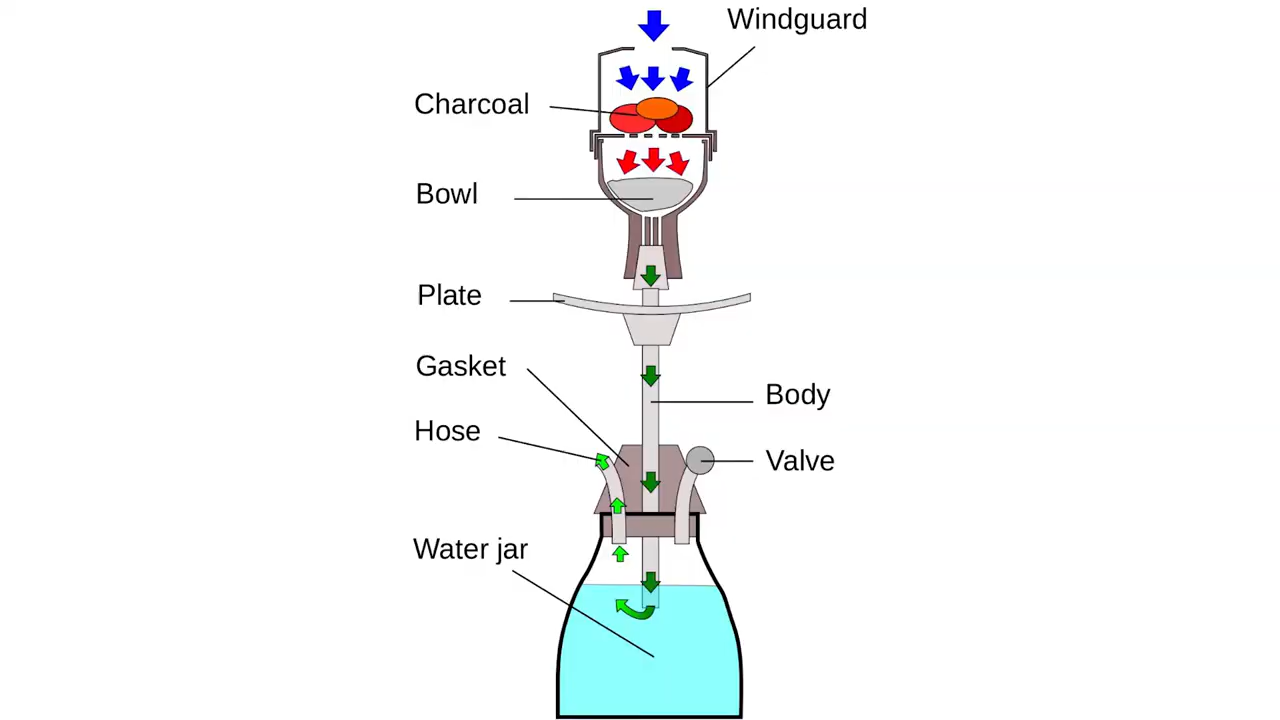 Windguard
Charcoal
Bowl
Plate
Gasket
Body
Hose
Valve
Water jar